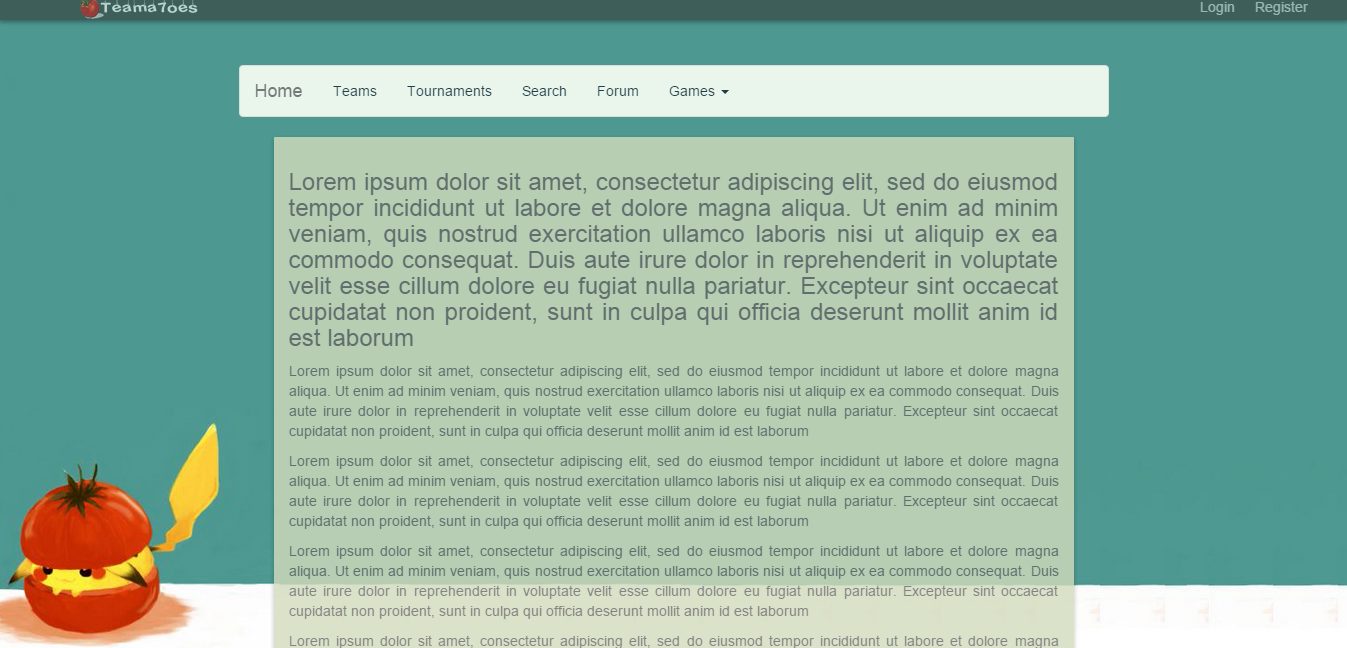 Teama7oes
Login Register
Home Teams Tournaments Search Forum Games
Lorem ipsum dolor sit amet, consectetur adipiscing elit, sed do eiusmod
tempor incididunt ut labore et dolore magna aliqua. Ut enim ad minim
veniam, quis nostrud exercitation ullamco laboris nisi ut aliquip ex ea
commodo consequat. Duis aute irure dolor in reprehenderit in voluptate
velit esse cillum dolore eu fugiat nulla pariatur. Excepteur sint occaecat
cupidatat non proident, sunt in culpa qui officia deserunt mollit anim id
est laborum
Lorem ipsum dolor sit amet, consectetur adipiscing elit, sed do eiusmod tempor incididunt ut labore et dolore magna
aliqua. Ut enim ad minim veniam, quis nostrud exercitation ullamco laboris nisi ut aliquip ex ea commodo consequat. Duis
aute irure dolor in reprehenderit in voluptate velit esse cillum dolore eu fugiat nulla pariatur. Excepteur sint occaecat
cupidatat non proident, sunt in culpa qui officia deserunt mollit anim id est laborum
Lorem ipsum dolor sit amet, consectetur adipiscing elit, sed do eiusmod tempor incididunt ut labore et dolore magna
aliqua. Ut enim ad minim veniam, quis nostrud exercitation ullamco laboris nisi ut aliquip ex ea commodo consequat. Duis
aute irure dolor in reprehenderit in voluptate velit esse cillum dolore eu fugiat nulla pariatur. Excepteur sint occaecat
cupidatat non proident, sunt in culpa qui officia deserunt mollit anim id est laborum
Lorem ipsum dolor sit amet, consectetur adipiscing elit, sed do eiusmod tempor incididunt ut labore et dolore magna
aliqua. Ut enim ad minim veniam, quis nostrud exercitation ullamco laboris nisi ut aliquip ex ea commodo consequat. Duis
aute irure dolor in reprehenderit in voluptate velit esse cillum dolore eu fugiat nulla pariatur. Excepteur sint occaecat
cupidatat non proident, sunt in culpa qui officia deserunt mollit anim id est laborum
Lorem ipsum dolor sit amet, consectetur adipiscing elit, sed do eiusmod tempor incididunt ut labore et dolore magna